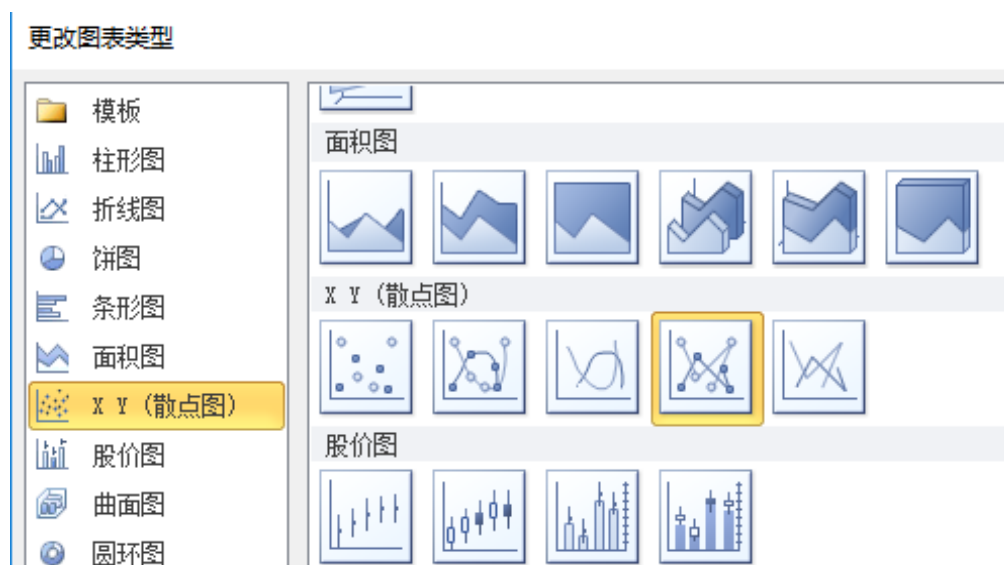 更改图表类型
模板
柱形图
折线图
饼图
条形图
面积图
X Y (散点图)
股价图
曲面图
圆环图
面积图
X Y (散点图)
股价图